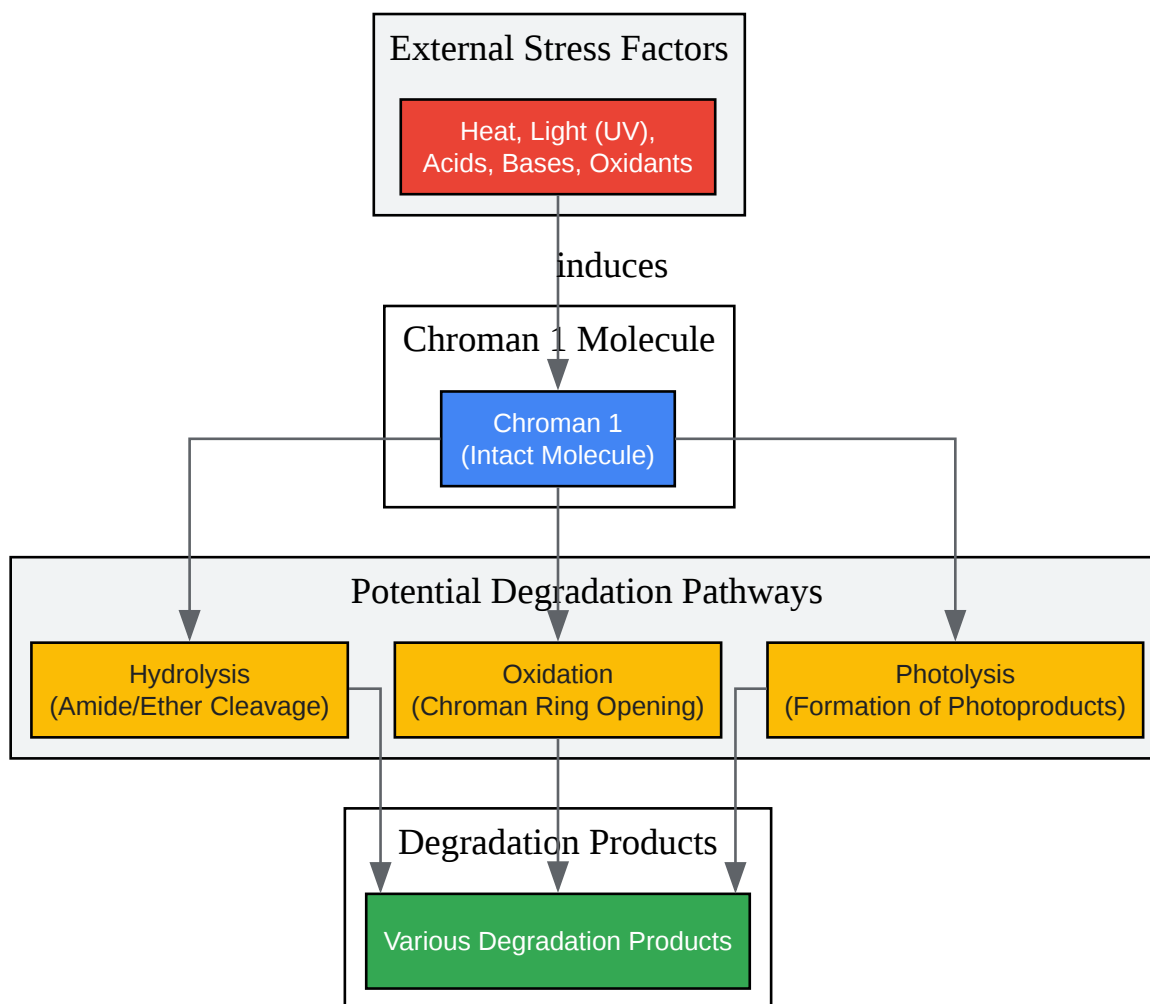 External Stress Factors
Heat, Light (UV),
Acids, Bases, Oxidants
induces
Chroman 1 Molecule
Chroman 1
(Intact Molecule)
Potential Degradation Pathways
Hydrolysis
(Amide/Ether Cleavage)
Oxidation
(Chroman Ring Opening)
Photolysis
(Formation of Photoproducts)
Degradation Products
Various Degradation Products